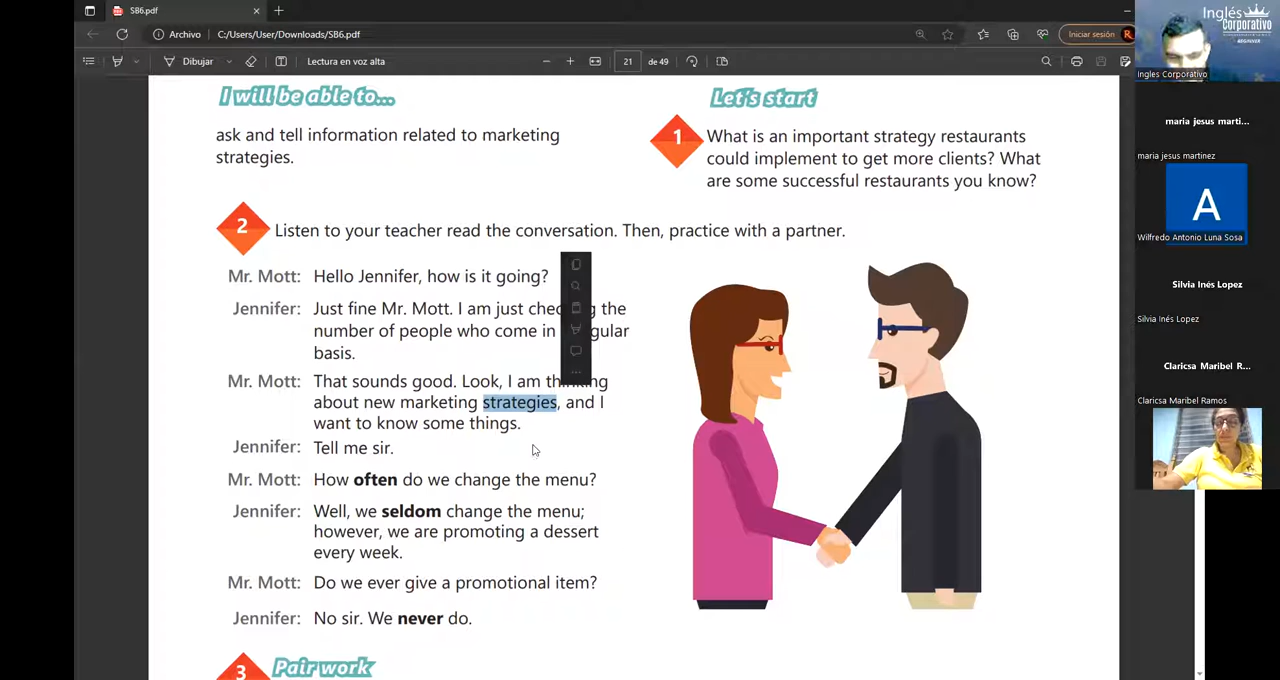 SB6.pdf
Archivo
C:/Users/User/Downloads/SB6.pdf
Iniciar sesión
R
Dibujar
Lectura en voz alta
21
de 49
I will be able to...
ask and tell information related to marketing
strategies.
Let's start
1
What is an important strategy restaurants
could implement to get more clients? What
are some successful restaurants you know?
2
Listen to your teacher read the conversation. Then, practice with a partner.
Mr. Mott: Hello Jennifer, how is it going?
Jennifer: Just fine Mr. Mott. I am just the
number of people who come in
basis.
Mr. Mott: That sounds good. Look, I am thinking
about new marketing strategies, and I
want to know some things.
Jennifer: Tell me sir.
Mr. Mott: How often do we change the menu?
Jennifer: Well, we seldom change the menu;
however, we are promoting a dessert
every week.
Mr. Mott: Do we ever give a promotional item?
Jennifer: No sir. We never do.
3
Pair work
Inglés
Corporativo
BEGINNER
Ingles Corporativo
maria jesus marti...
maria jesus martinez
A
Wilfredo Antonio Luna Sosa
Silvia Inés Lopez
Silvia Inés Lopez
Claricsa Maribel R...
Claricsa Maribel Ramos